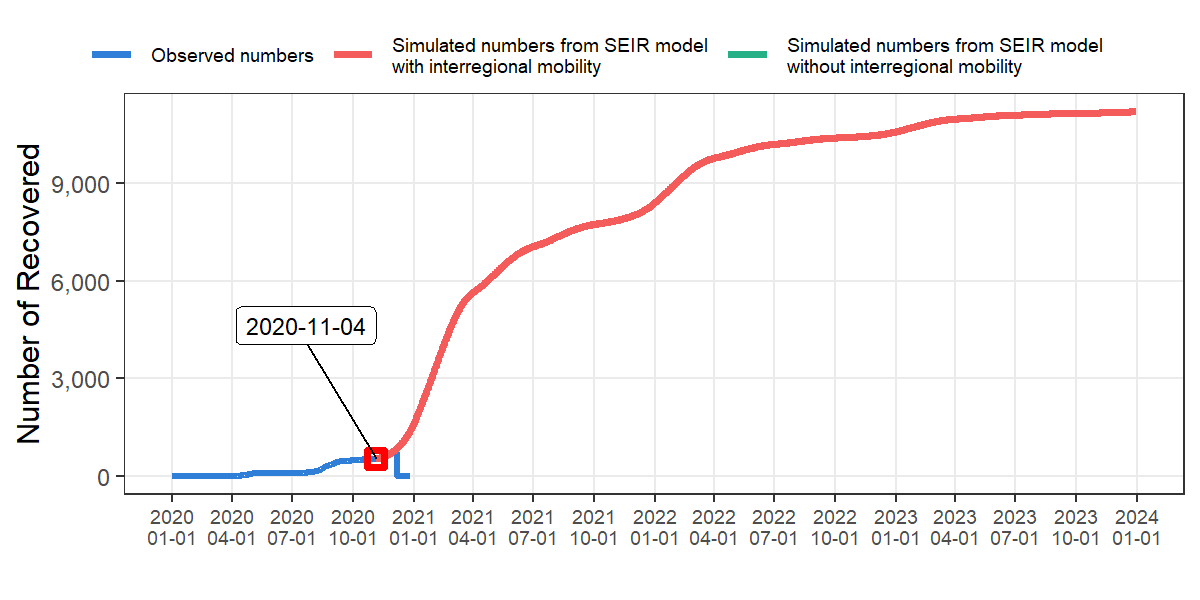 Observed numbers
Simulated numbers from SEIR model
with interregional mobility
Simulated numbers from SEIR model
without interregional mobility
Number of Recovered
9,000
6,000
3,000
0
2020-11-04
2020 2020 2020 2020 2021 2021 2021 2021 2022 2022 2022 2022 2023 2023 2023 2023 2024
01-01 04-01 07-01 10-01 01-01 04-01 07-01 10-01 01-01 04-01 07-01 10-01 01-01 04-01 07-01 10-01 01-01